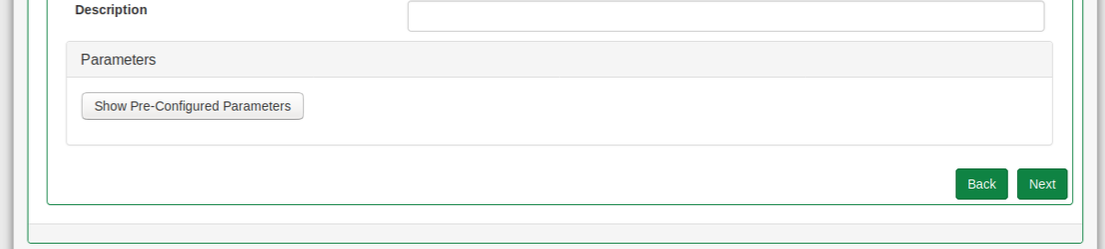 Description
Parameters
Show Pre-Configured Parameters
Back Next